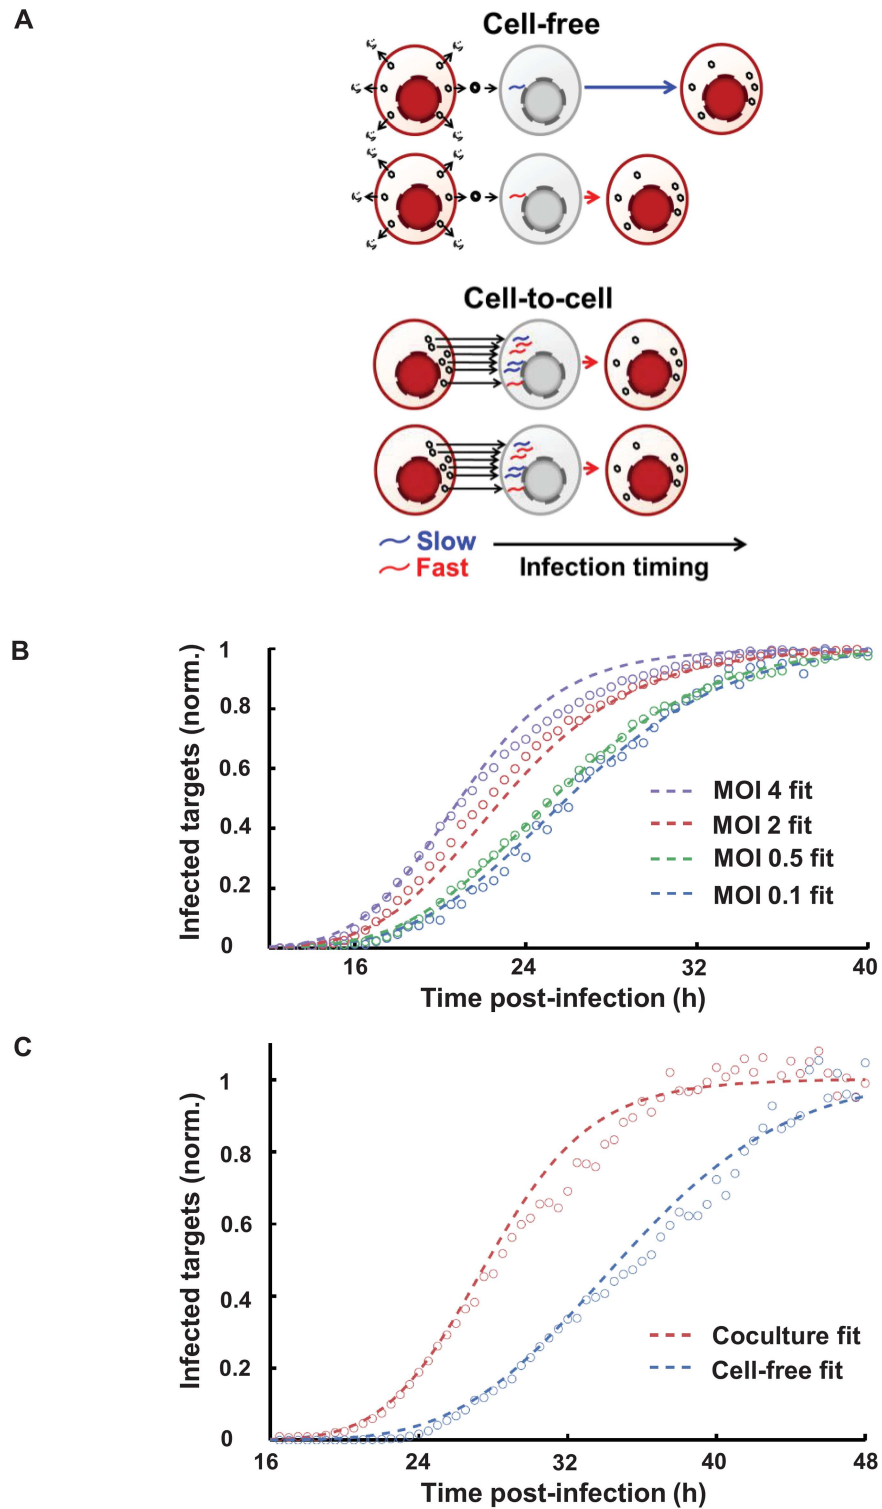 A
Cell-free
Cell-to-cell
Slow
Fast
Infection timing
B
Infected targets (norm.)
1
0.8
0.6
0.4
0.2
0
MOI 4 fit
MOI 2 fit
MOI 0.5 fit
MOI 0.1 fit
16
24
32
40
Time post-infection (h)
C
Infected targets (norm.)
1
0.8
0.6
0.4
0.2
0
Coculture fit
Cell-free fit
16
24
32
40
48
Time post-infection (h)